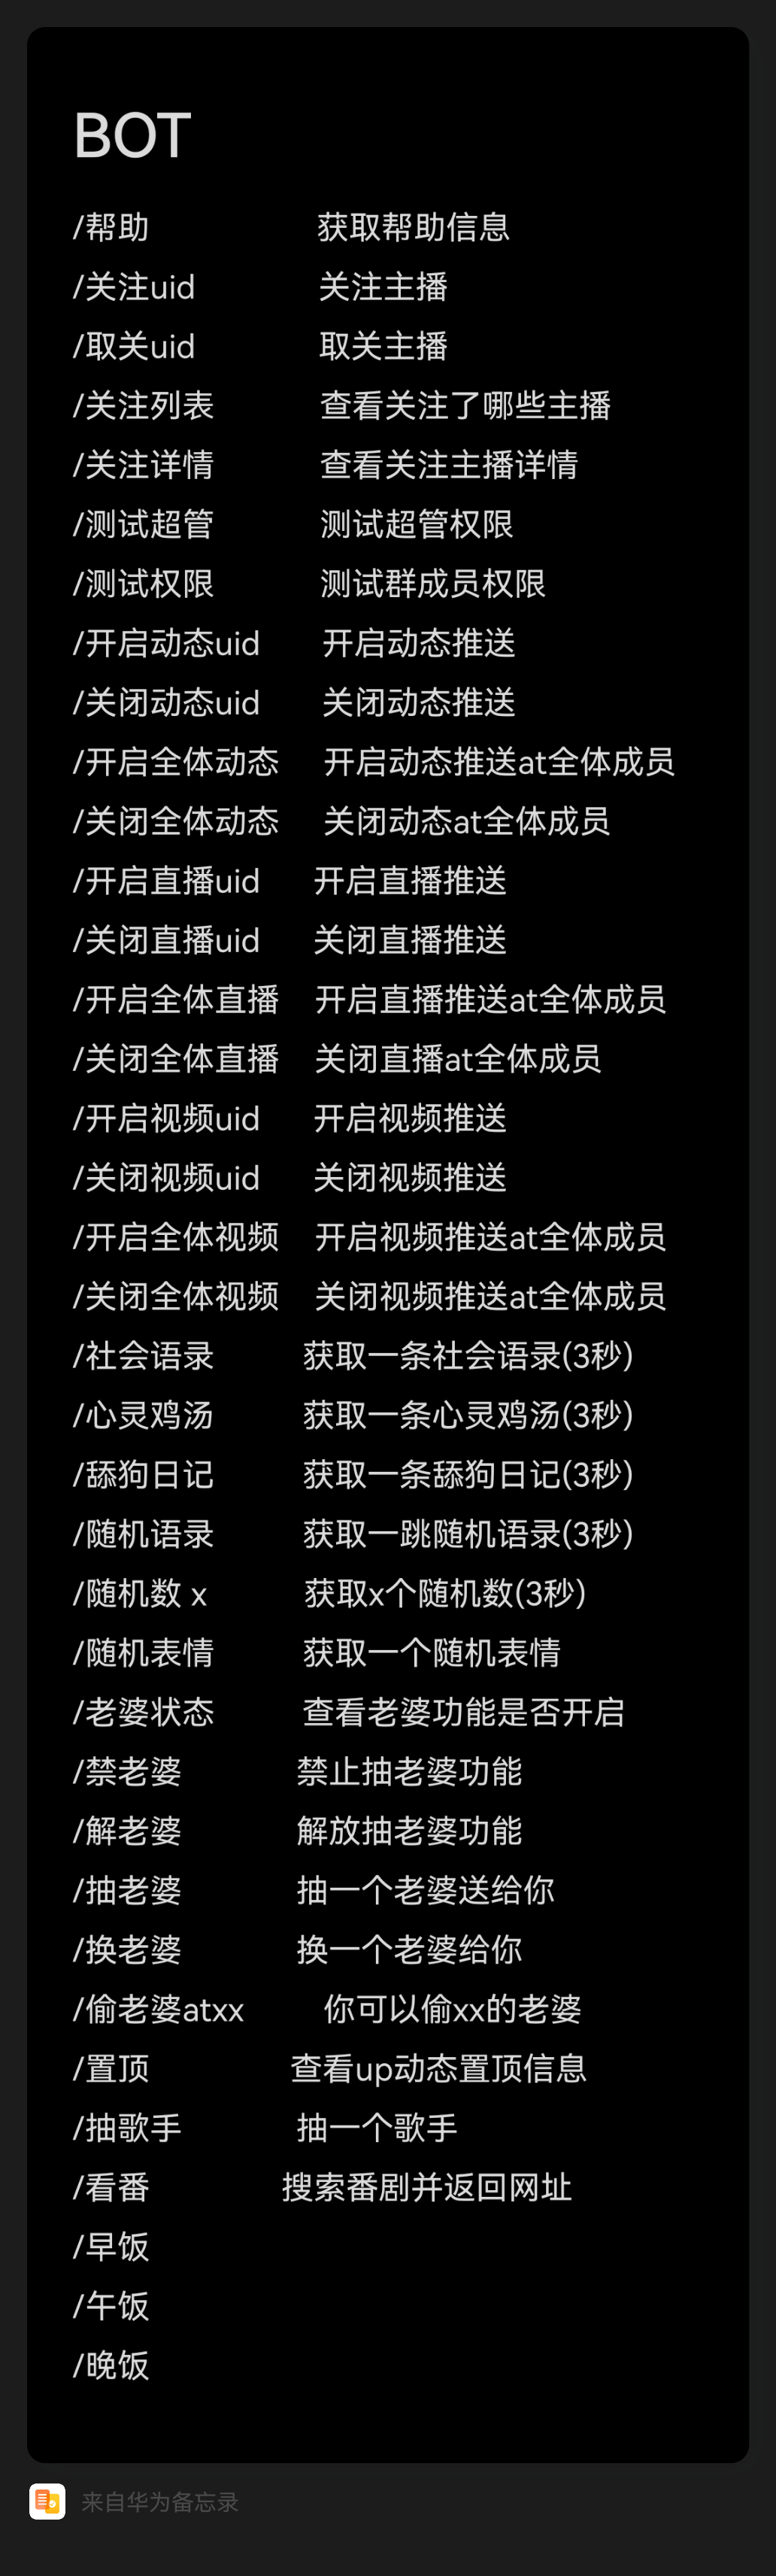 BOT
/帮助 获取帮助信息
/关注uid 关注主播
/取关uid 取关主播
/关注列表 查看关注了哪些主播
/关注详情 查看关注主播详情
/测试超管 测试超管权限
/测试权限 测试群成员权限
/开启动态uid 开启动态推送
/关闭动态uid 关闭动态推送
/开启全体动态 开启动态推送at全体成员
/关闭全体动态 关闭动态at全体成员
/开启直播uid 开启直播推送
/关闭直播uid 关闭直播推送
/开启全体直播 开启直播推送at全体成员
/关闭全体直播 关闭直播at全体成员
/开启视频uid 开启视频推送
/关闭视频uid 关闭视频推送
/开启全体视频 开启视频推送at全体成员
/关闭全体视频 关闭视频推送at全体成员
/社会语录 获取一条社会语录(3秒)
/心灵鸡汤 获取一条心灵鸡汤(3秒)
/舔狗日记 获取一条舔狗日记(3秒)
/随机语录 获取一跳随机语录(3秒)
/随机数 x 获取x个随机数(3秒)
/随机表情 获取一个随机表情
/老婆状态 查看老婆功能是否开启
/禁老婆 禁止抽老婆功能
/解老婆 解放抽老婆功能
/抽老婆 抽一个老婆送给你
/换老婆 换一个老婆给你
/偷老婆atxx 你可以偷xx的老婆
/置顶 查看up动态置顶信息
/抽歌手 抽一个歌手
/看番 搜索番剧并返回网址
/早饭
/午饭
/晚饭
来自华为备忘录